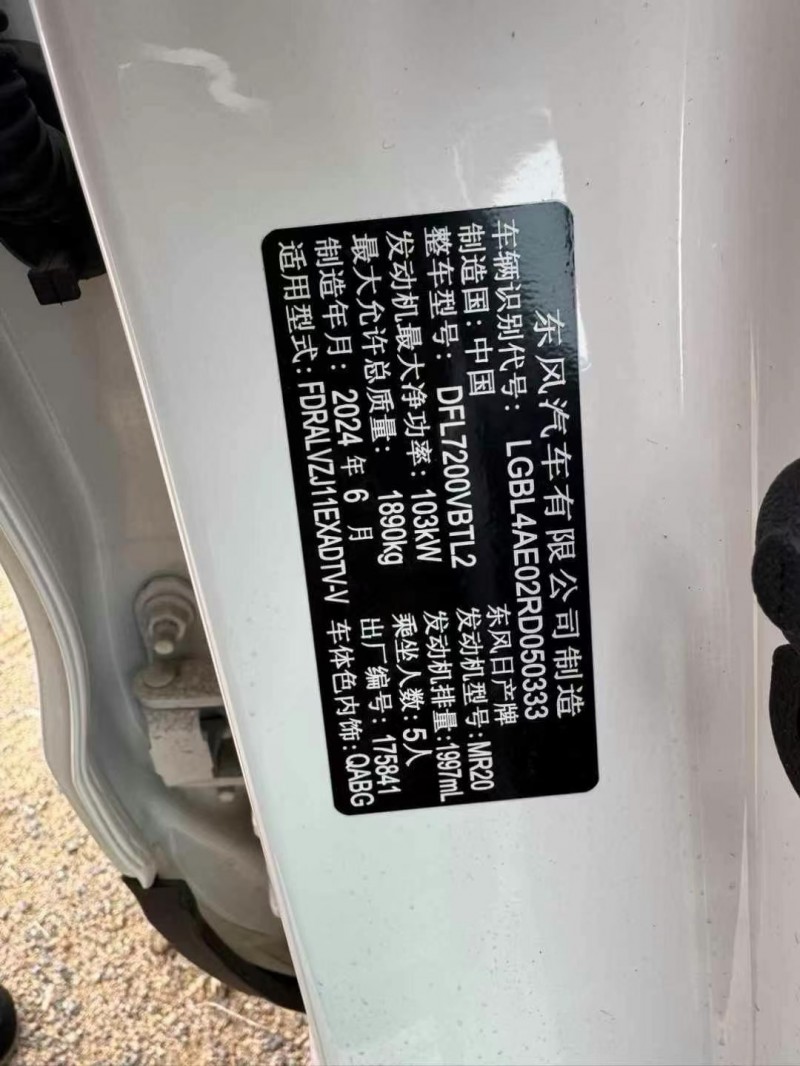 东风汽车有限公司制造
车辆识别代号: LGBL4AE02RD050333
制造国: 中国 东风日产牌
整车型号: DFL7200VBTL2 发动机型号: MR20
发动机最大净功率: 103kW 发动机排量: 1997mL
最大允许总质量: 1890kg 乘坐人数: 5人
制造年月: 2024 年 6 月 出厂编号: 175841
适用型式: FDRALVZJ11EXADTV-V 车体色内饰: QABG